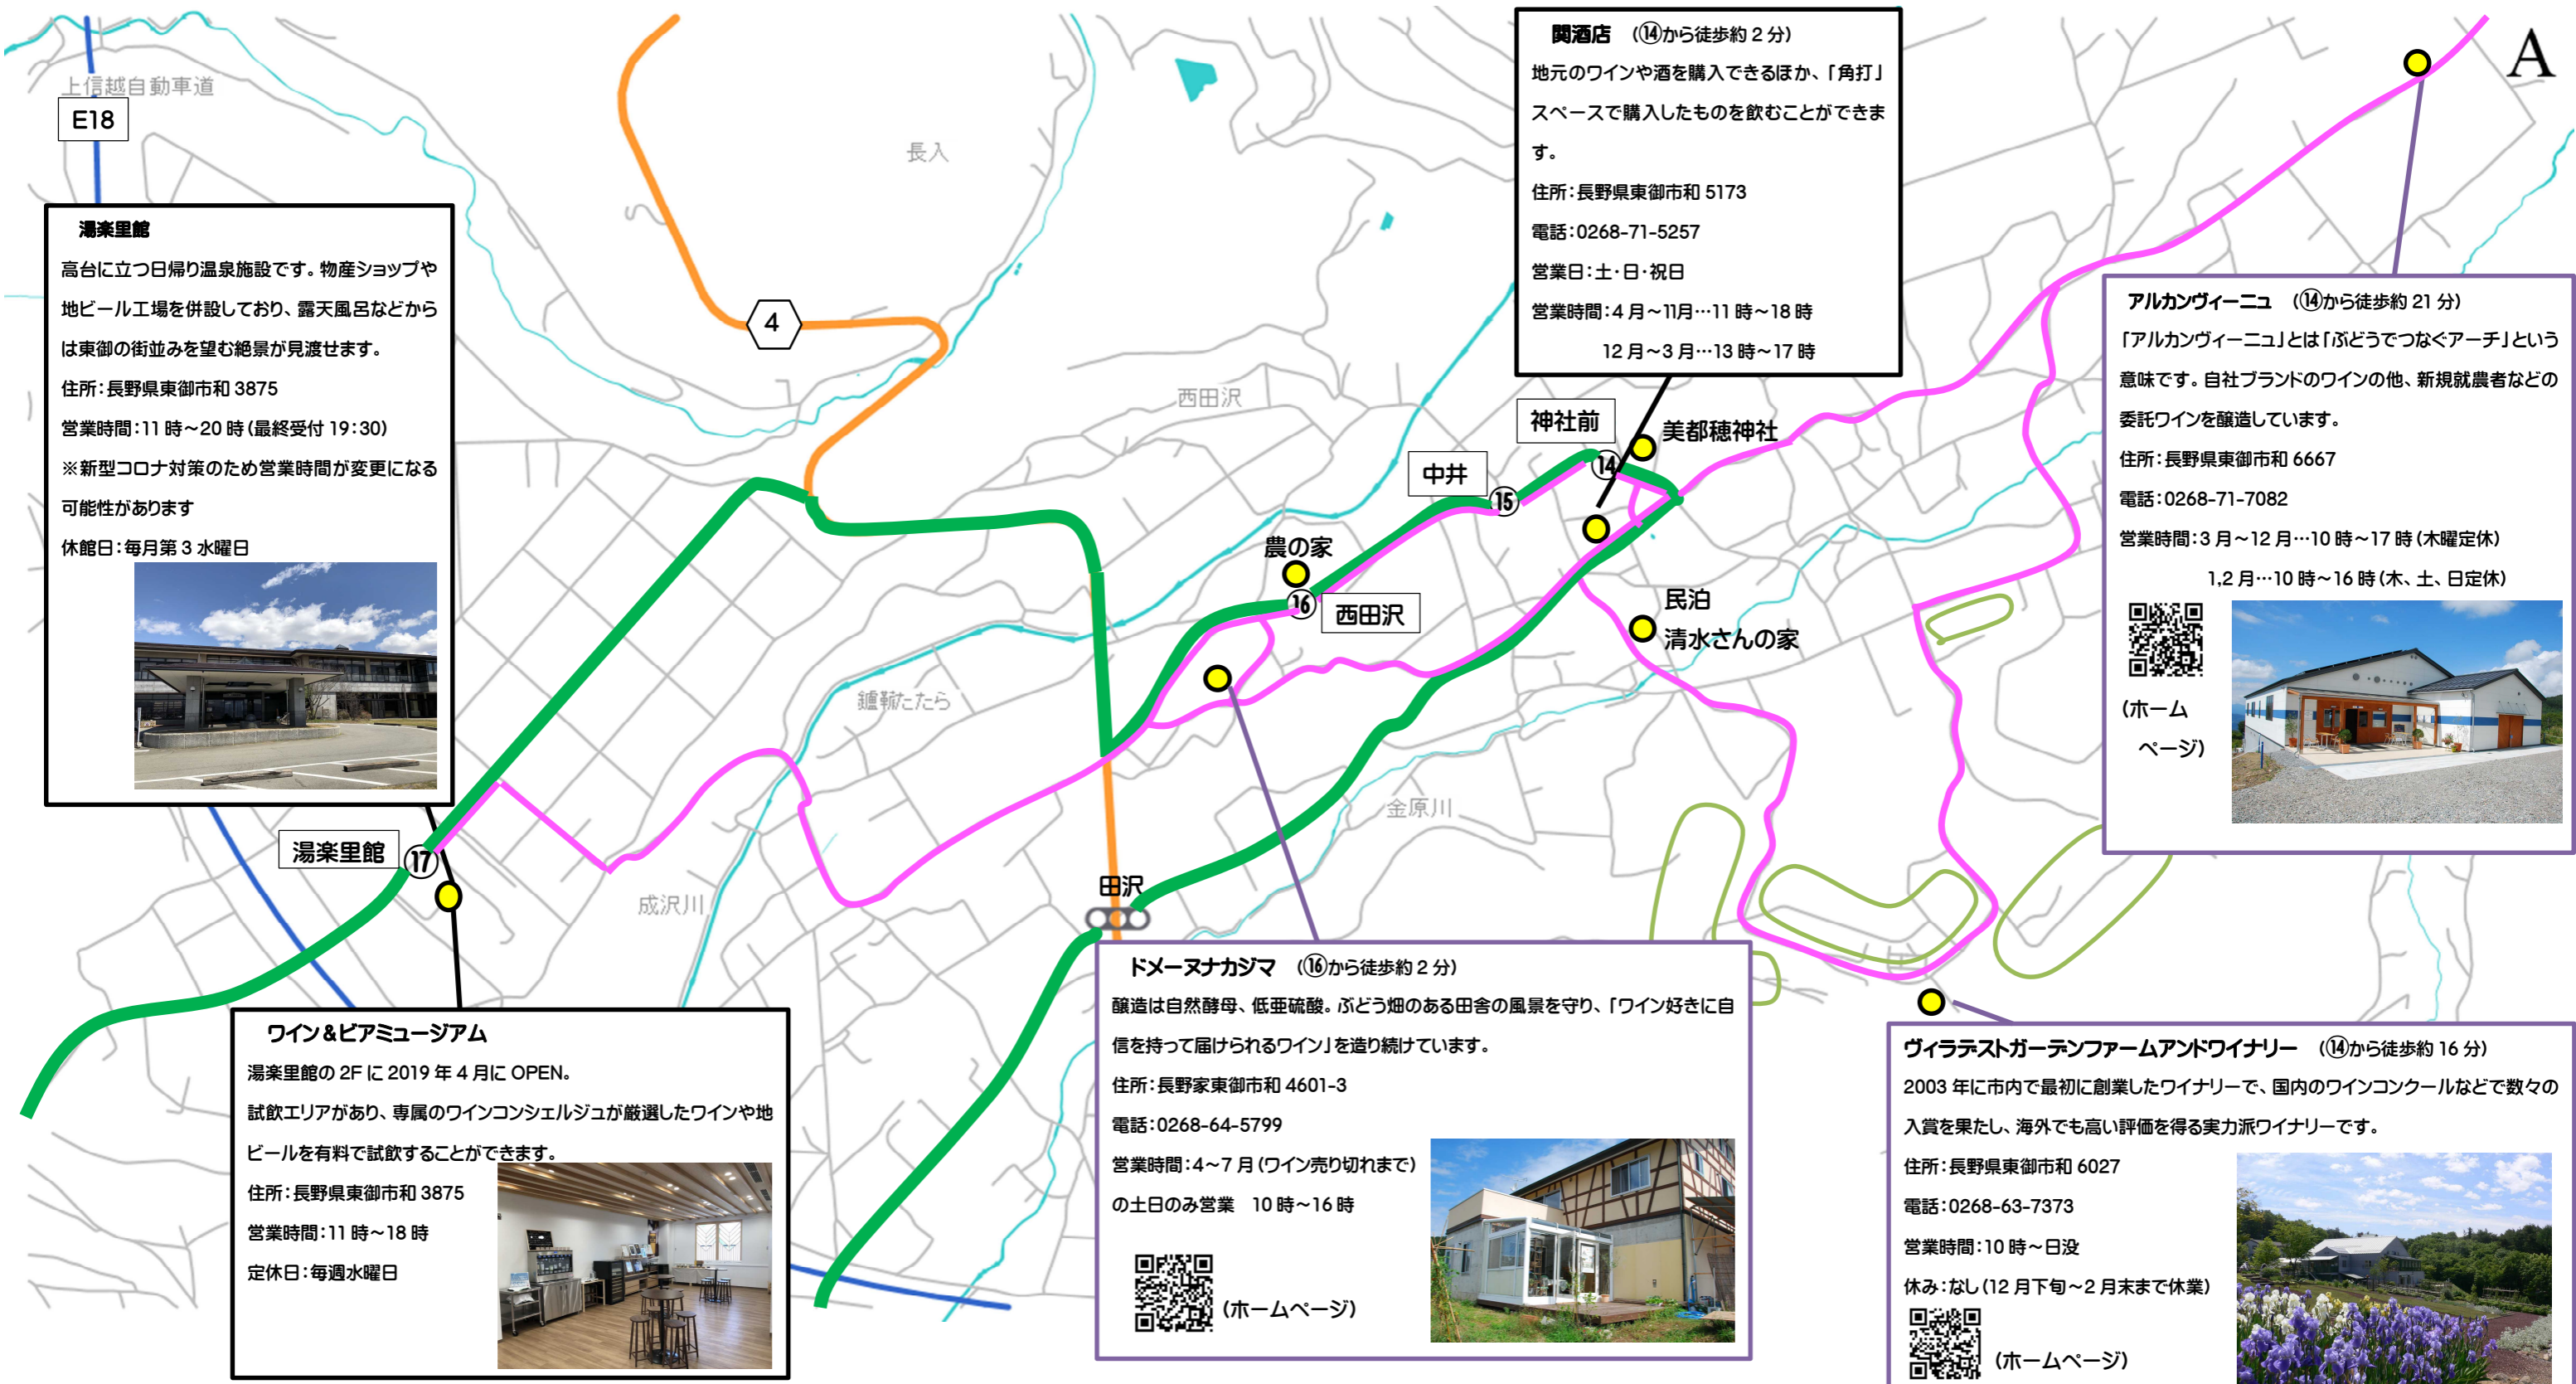 A
上信越自動車道
E18
長入
4
西田沢
関酒店 (⑭から徒歩約 2 分)
地元のワインや酒を購入できるほか、「角打」
スペースで購入したものを飲むことができま
す。
住所:長野県東御市和 5173
電話:0268-71-5257
営業日:土・日・祝日
営業時間:4 月~11月…11 時~18 時
12 月~3 月…13 時~17 時
湯楽里館
高台に立つ日帰り温泉施設です。物産ショップや
地ビール工場を併設しており、露天風呂などから
は東御の街並みを望む絶景が見渡せます。
住所:長野県東御市和 3875
営業時間:11 時~20 時(最終受付 19:30)
※新型コロナ対策のため営業時間が変更になる
可能性があります
休館日:毎月第 3 水曜日
アルカンヴィーニュ (⑭から徒歩約 21 分)
「アルカンヴィーニュ」とは「ぶどうでつなぐアーチ」という
意味です。自社ブランドのワインの他、新規就農者などの
委託ワインを醸造しています。
住所:長野県東御市和 6667
電話:0268-71-7082
営業時間:3 月~12 月…10 時~17 時(木曜定休)
1,2 月…10 時~16 時(木、土、日定休)
(ホーム
ページ)
神社前
⑭
美都穂神社
中井
⑮
農の家
⑯
西田沢
民泊
清水さんの家
鑪靭たたら
金原川
湯楽里館
⑰
成沢川
田沢
ワイン&ビアミュージアム
湯楽里館の 2F に 2019 年 4 月に OPEN。
試飲エリアがあり、専属のワインコンシェルジュが厳選したワインや地
ビールを有料で試飲することができます。
住所:長野県東御市和 3875
営業時間:11 時~18 時
定休日:毎週水曜日
ドメーヌナカジマ (⑯から徒歩約 2 分)
醸造は自然酵母、低亜硫酸。ぶどう畑のある田舎の風景を守り、「ワイン好きに自
信を持って届けられるワイン」を造り続けています。
住所:長野家東御市和 4601-3
電話:0268-64-5799
営業時間:4~7 月(ワイン売り切れまで)
の土日のみ営業 10 時~16 時
(ホームページ)
ヴィラデストガーデンファームアンドワイナリー (⑭から徒歩約 16 分)
2003 年に市内で最初に創業したワイナリーで、国内のワインコンクールなどで数々の
入賞を果たし、海外でも高い評価を得る実力派ワイナリーです。
住所:長野県東御市和 6027
電話:0268-63-7373
営業時間:10 時~日没
休み:なし(12 月下旬~2 月末まで休業)
(ホームページ)